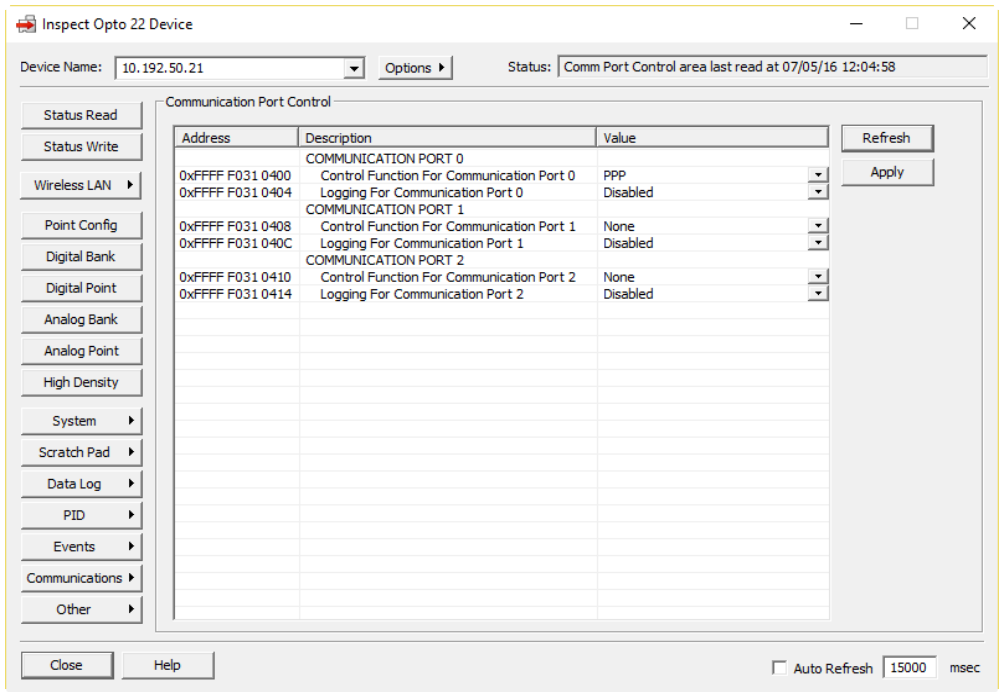 Inspect Opto 22 Device
Device Name: 10.192.50.21 Options Status: Comm Port Control area last read at 07/05/16 12:04:58
Status Read
Status Write
Wireless LAN
Point Config
Digital Bank
Digital Point
Analog Bank
Analog Point
High Density
System
Scratch Pad
Data Log
PID
Events
Communications
Other
Communication Port Control
Address Description Value
COMMUNICATION PORT 0
0xFFFF F031 0400 Control Function For Communication Port 0 PPP
0xFFFF F031 0404 Logging For Communication Port 0 Disabled
COMMUNICATION PORT 1
0xFFFF F031 0408 Control Function For Communication Port 1 None
0xFFFF F031 040C Logging For Communication Port 1 Disabled
COMMUNICATION PORT 2
0xFFFF F031 0410 Control Function For Communication Port 2 None
0xFFFF F031 0414 Logging For Communication Port 2 Disabled
Refresh
Apply
Close Help Auto Refresh 15000 msec